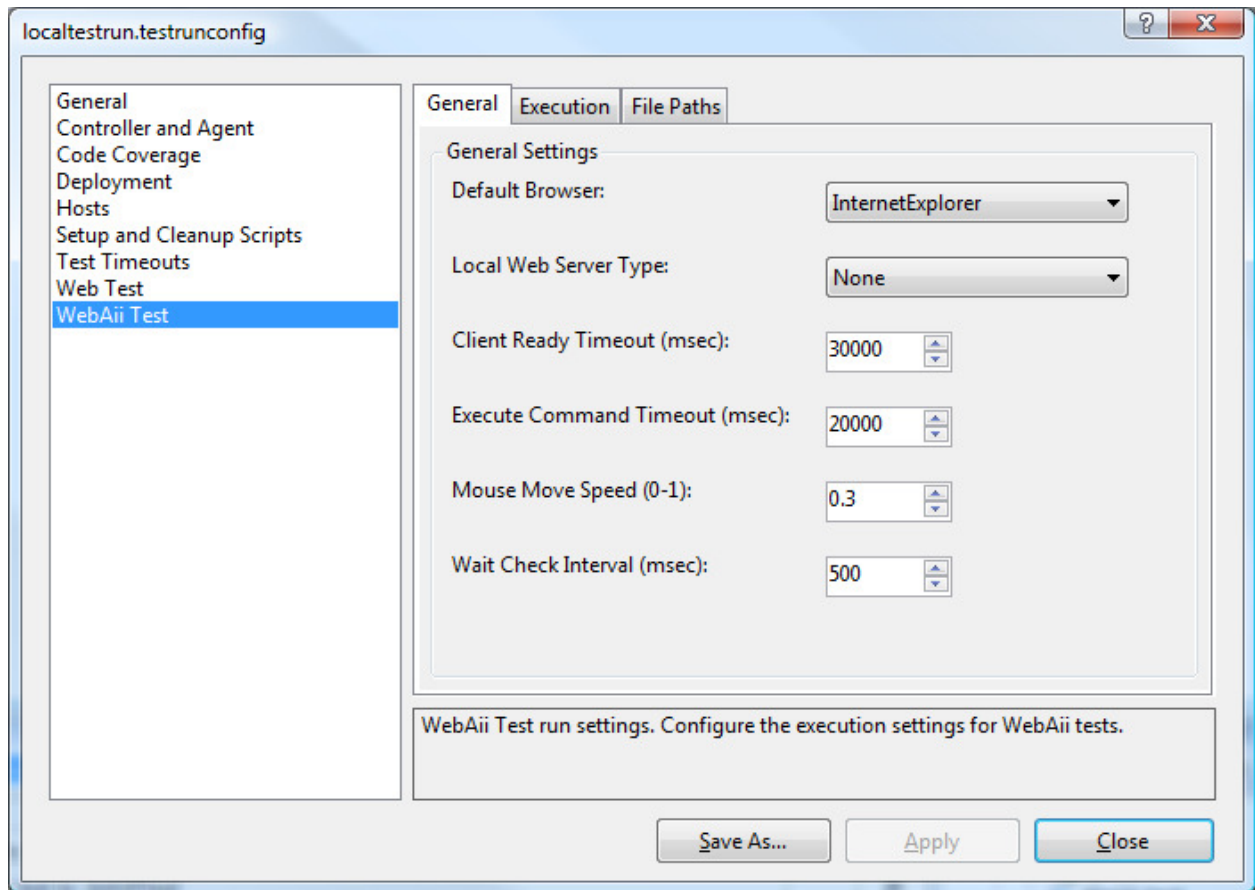 localtestrun.testrunconfig
General
Controller and Agent
Code Coverage
Deployment
Hosts
Setup and Cleanup Scripts
Test Timeouts
Web Test
WebAii Test
General Execution File Paths
General Settings
Default Browser: InternetExplorer
Local Web Server Type: None
Client Ready Timeout (msec): 30000
Execute Command Timeout (msec): 20000
Mouse Move Speed (0-1): 0.3
Wait Check Interval (msec): 500
WebAii Test run settings. Configure the execution settings for WebAii tests.
Save As... Apply Close